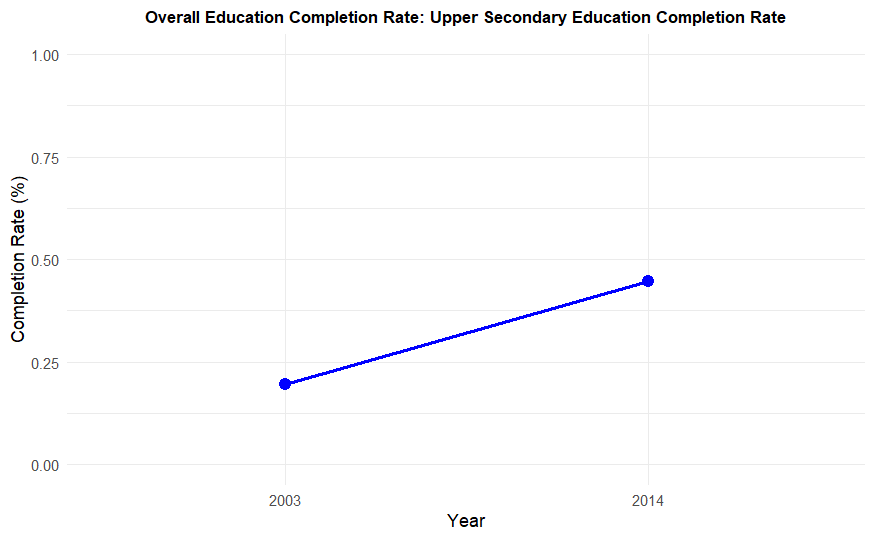 Overall Education Completion Rate: Upper Secondary Education Completion Rate
Completion Rate (%)
1.00
0.75
0.50
0.25
0.00
2003 2014
Year